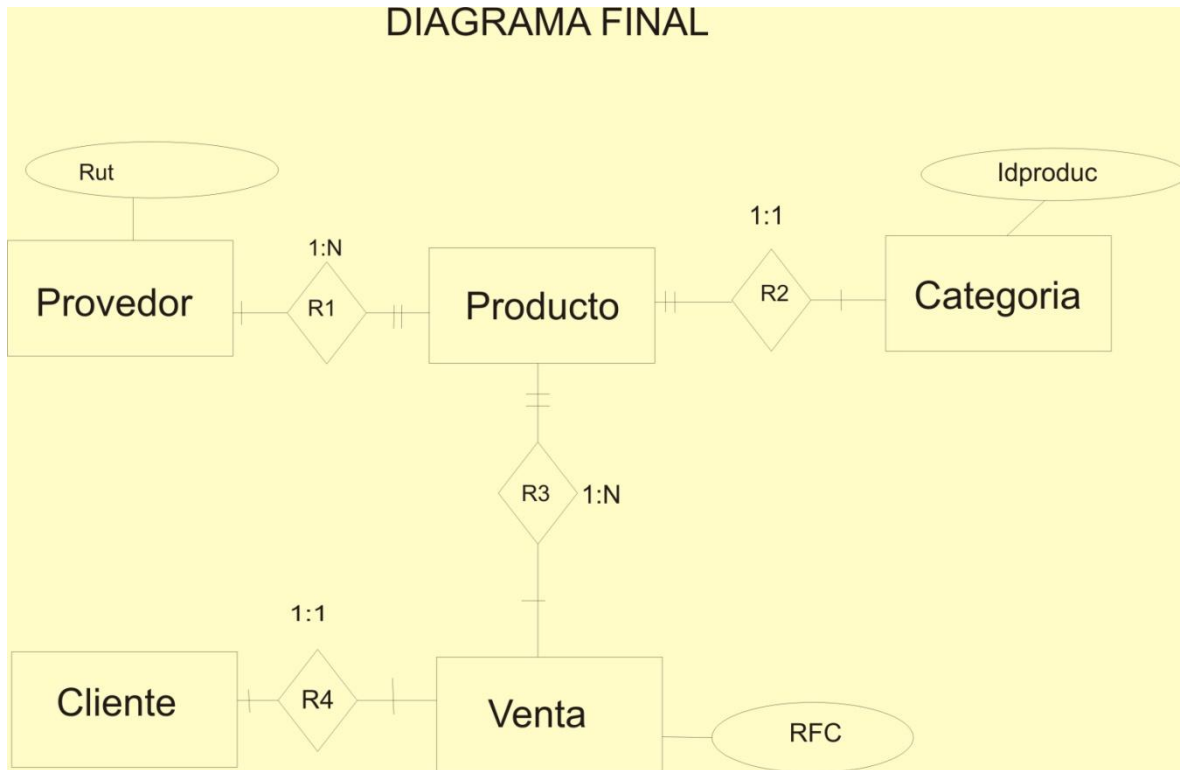 DIAGRAMA FINAL
Rut
Idproduc
1:N
1:1
Provedor
R1
Producto
R2
Categoria
R3
1:N
1:1
Cliente
R4
Venta
RFC